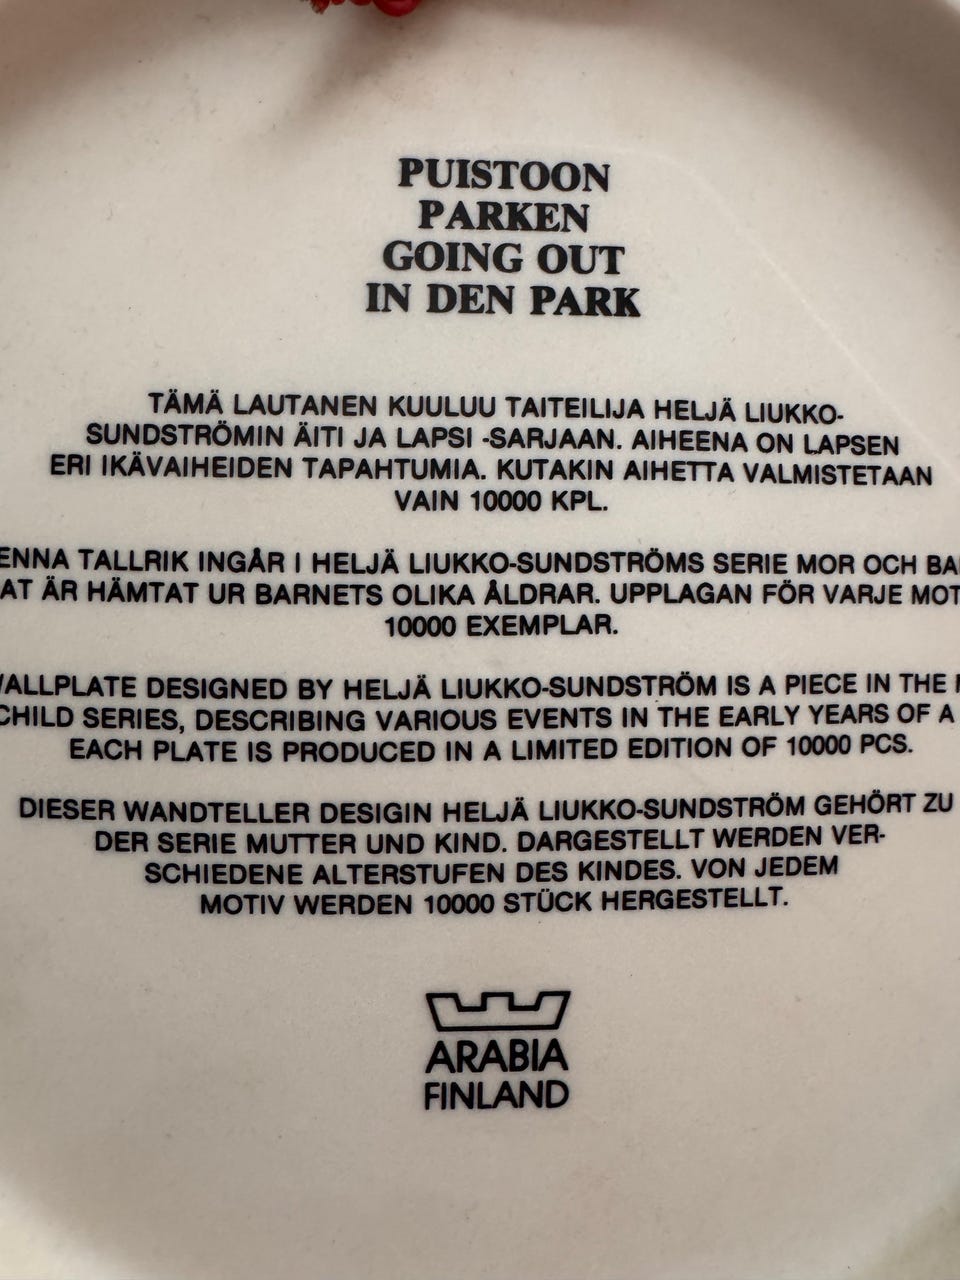 PUISTOON
PARKEN
GOING OUT
IN DEN PARK
TÄMÄ LAUTANEN KUULUU TAITEILIJA HELJÄ LIUKKO-
SUNDSTRÖMIN ÄITI JA LAPSI -SARJAAN. AIHEENA ON LAPSEN
ERI IKÄVAIHEIDEN TAPAHTUMIA. KUTAKIN AIHETTA VALMISTETAAN
VAIN 10000 KPL.
ENNA TALLRIK INGÅR I HELJÄ LIUKKO-SUNDSTRÖMS SERIE MOR OCH BA
AT ÄR HÄMTAT UR BARNETS OLIKA ÅLDRAR. UPPLAGAN FÖR VARJE MOT
10000 EXEMPLAR.
ALLPLATE DESIGNED BY HELJÄ LIUKKO-SUNDSTRÖM IS A PIECE IN THE
CHILD SERIES, DESCRIBING VARIOUS EVENTS IN THE EARLY YEARS OF A
EACH PLATE IS PRODUCED IN A LIMITED EDITION OF 10000 PCS.
DIESER WANDTELLER DESIGIN HELJÄ LIUKKO-SUNDSTRÖM GEHÖRT ZU
DER SERIE MUTTER UND KIND. DARGESTELLT WERDEN VER-
SCHIEDENE ALTERSTUFEN DES KINDES. VON JEDEM
MOTIV WERDEN 10000 STÜCK HERGESTELLT.
ARABIA
FINLAND